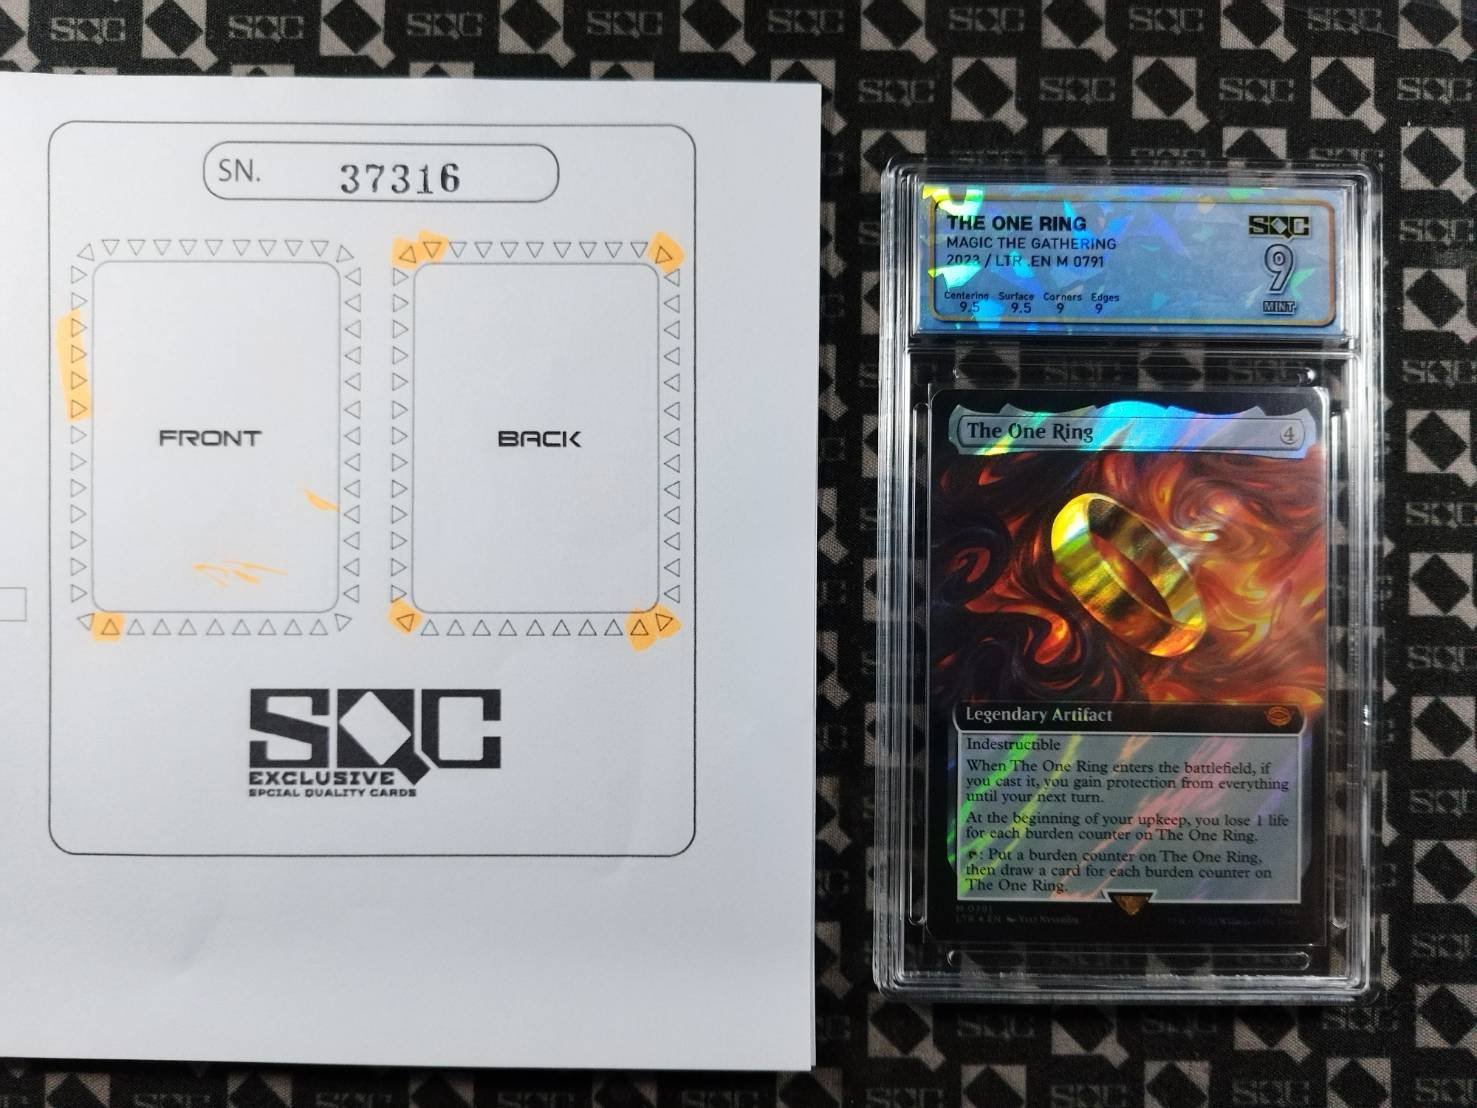 SN. 37316
FRONT
BACK
SQC
EXCLUSIVE
SPCIAL QUALITY CARDS
THE ONE RING
MAGIC THE GATHERING
2023 / LTR .EN M 0791
Centering Surface Corners Edges
9.5 9.5 9 9
SQC
9
MINT
The One Ring 4
Legendary Artifact
Indestructible
When The One Ring enters the battlefield, if
you cast it, you gain protection from everything
until your next turn.
At the beginning of your upkeep, you lose 1 life
for each burden counter on The One Ring.
: Put a burden counter on The One Ring,
then draw a card for each burden counter on
The One Ring.
M 0791
LTR EN